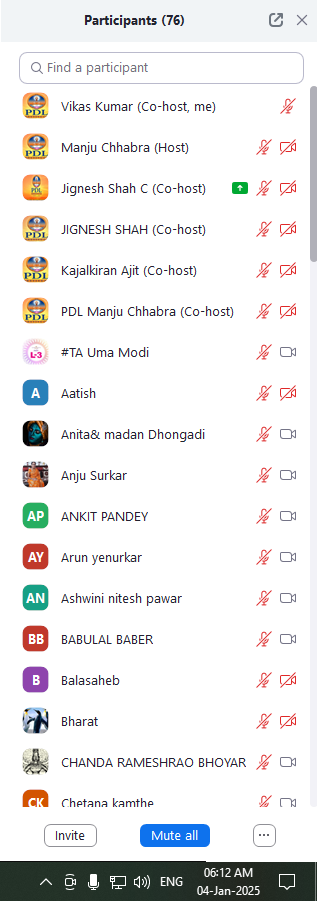 Participants (76)
Find a participant
PDL Vikas Kumar (Co-host, me)
PDL Manju Chhabra (Host)
PDL Jignesh Shah C (Co-host)
PDL JIGNESH SHAH (Co-host)
PDL Kajalkiran Ajit (Co-host)
PDL PDL Manju Chhabra (Co-host)
L-3 #TA Uma Modi
A Aatish
Anita& madan Dhongadi
Anju Surkar
AP ANKIT PANDEY
AY Arun yenurkar
AN Ashwini nitesh pawar
BB BABULAL BABER
B Balasaheb
Bharat
CHANDA RAMESHRAO BHOYAR
CK Chetana kamthe
Invite Mute all ...
ENG 06:12 AM
04-Jan-2025